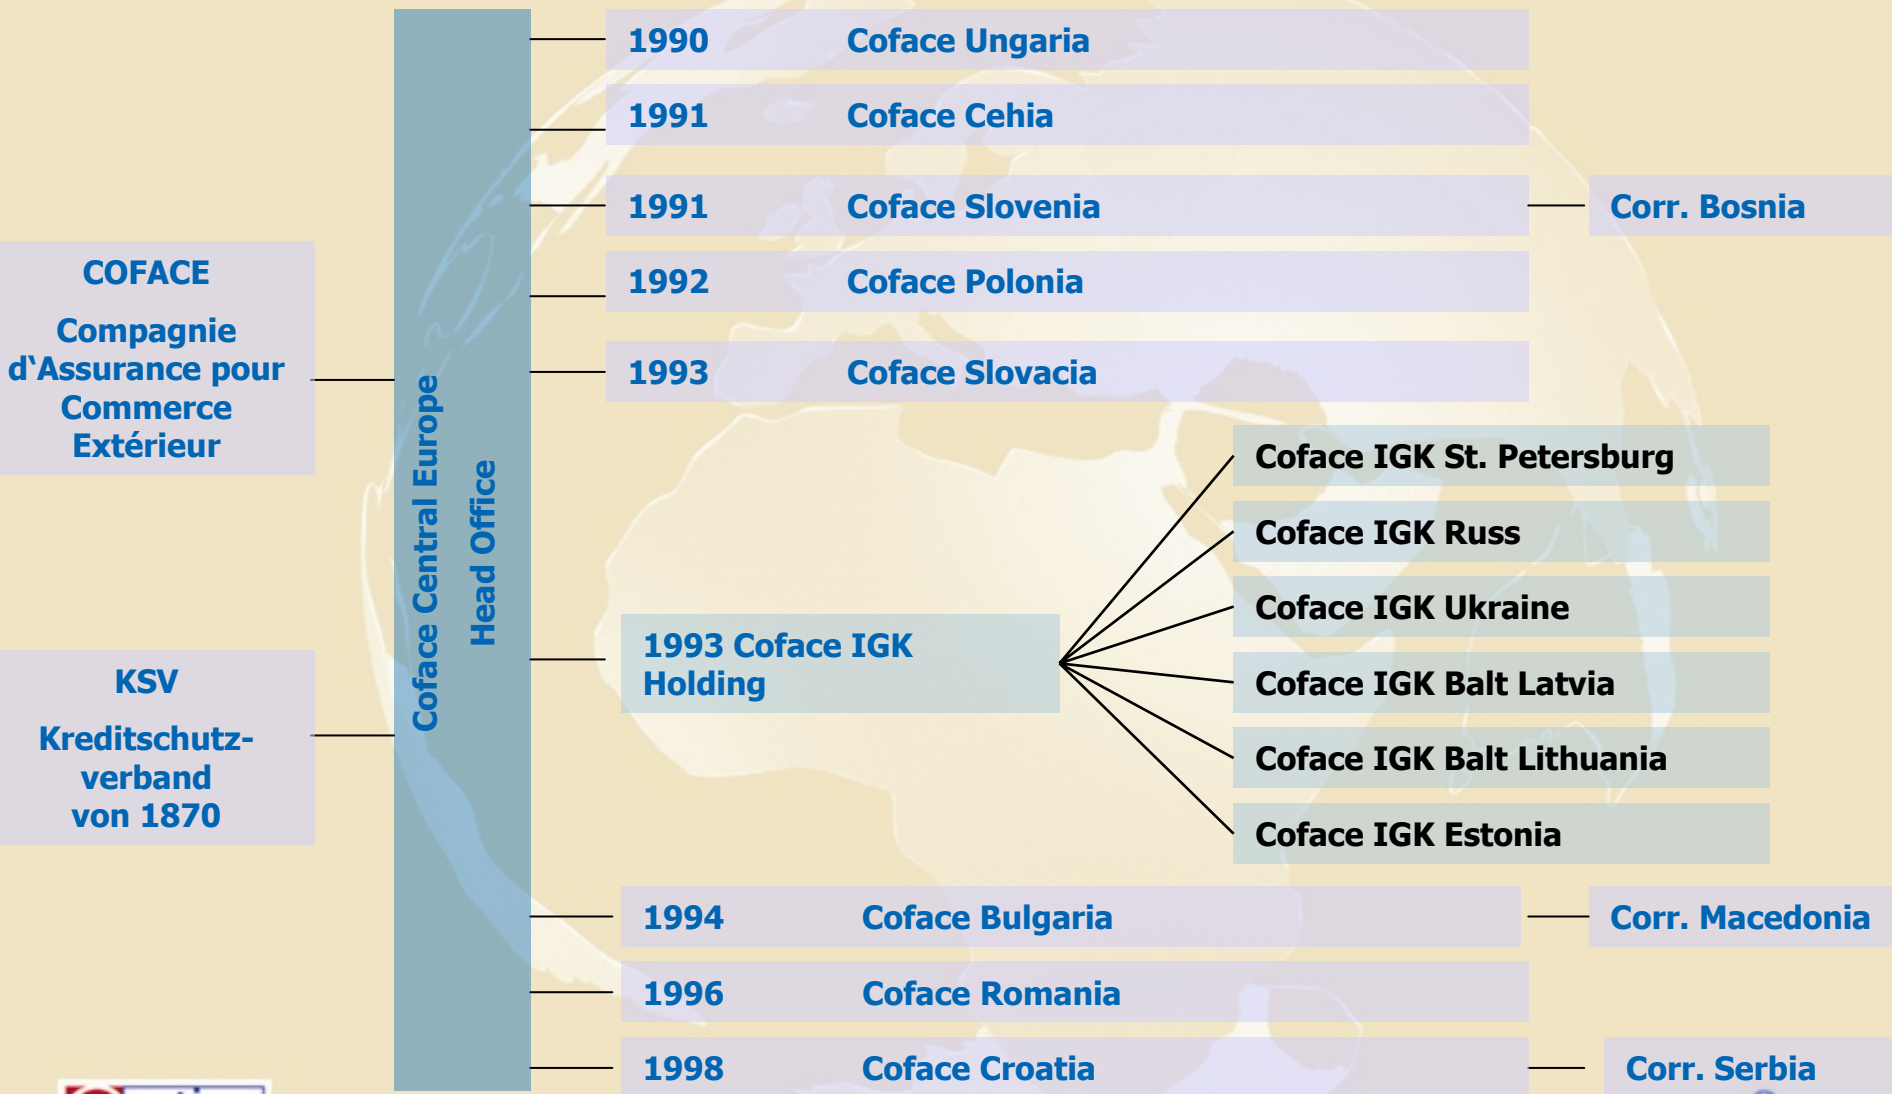 COFACE
Compagnie
d‘Assurance pour
Commerce
Extérieur
KSV
Kreditschutz-
verband
von 1870
Coface Central Europe
Head Office
1990 Coface Ungaria
1991 Coface Cehia
1991 Coface Slovenia
Corr. Bosnia
1992 Coface Polonia
1993 Coface Slovacia
1993 Coface IGK
Holding
Coface IGK St. Petersburg
Coface IGK Russ
Coface IGK Ukraine
Coface IGK Balt Latvia
Coface IGK Balt Lithuania
Coface IGK Estonia
1994 Coface Bulgaria
Corr. Macedonia
1996 Coface Romania
1998 Coface Croatia
Corr. Serbia